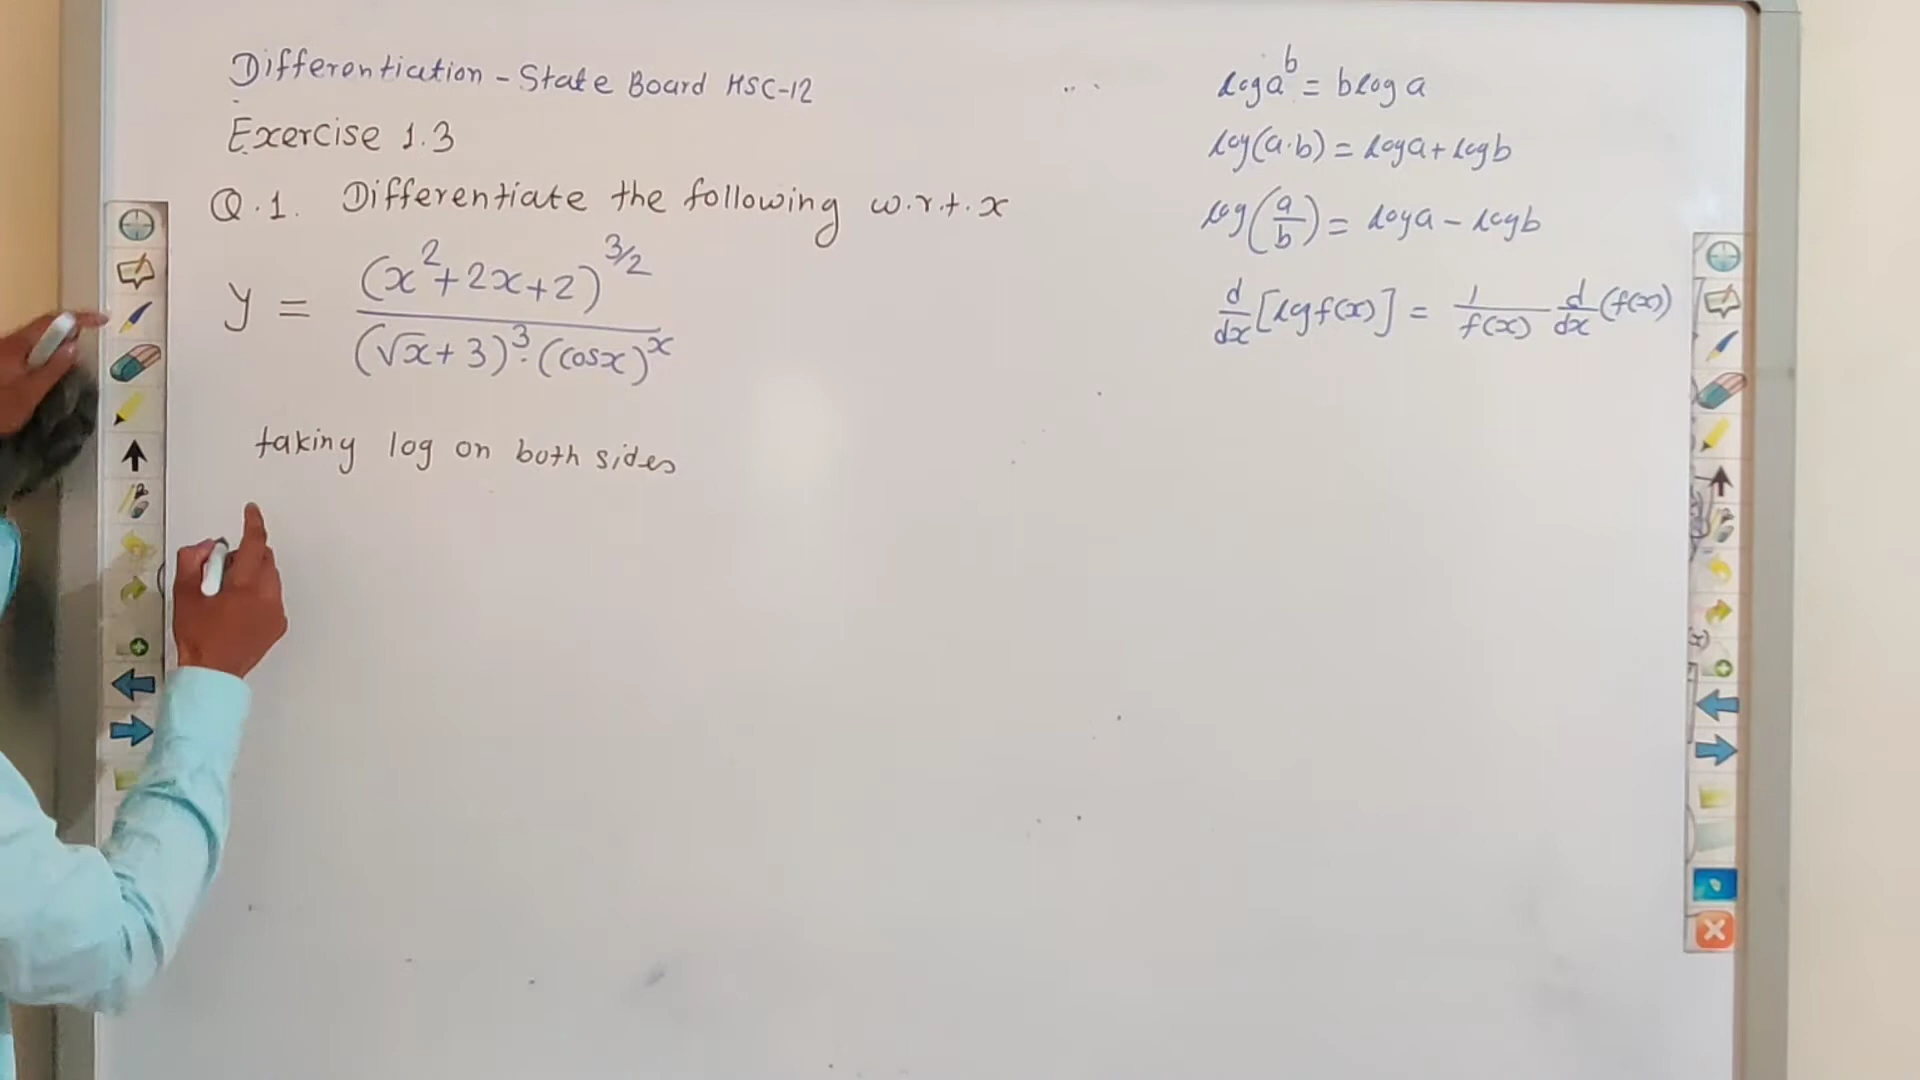 Differentiation - State Board HSC-12
Exercise 1.3
Q.1. Differentiate the following w.r.t. x
y = (x²+2x+2)^3/2 / (√x+3)³·(cosx)^x
taking log on both sides
log a^b = b log a
log(a·b) = log a + log b
log(a/b) = log a - log b
d/dx [log f(x)] = 1/f(x) d/dx (f(x))
(x)